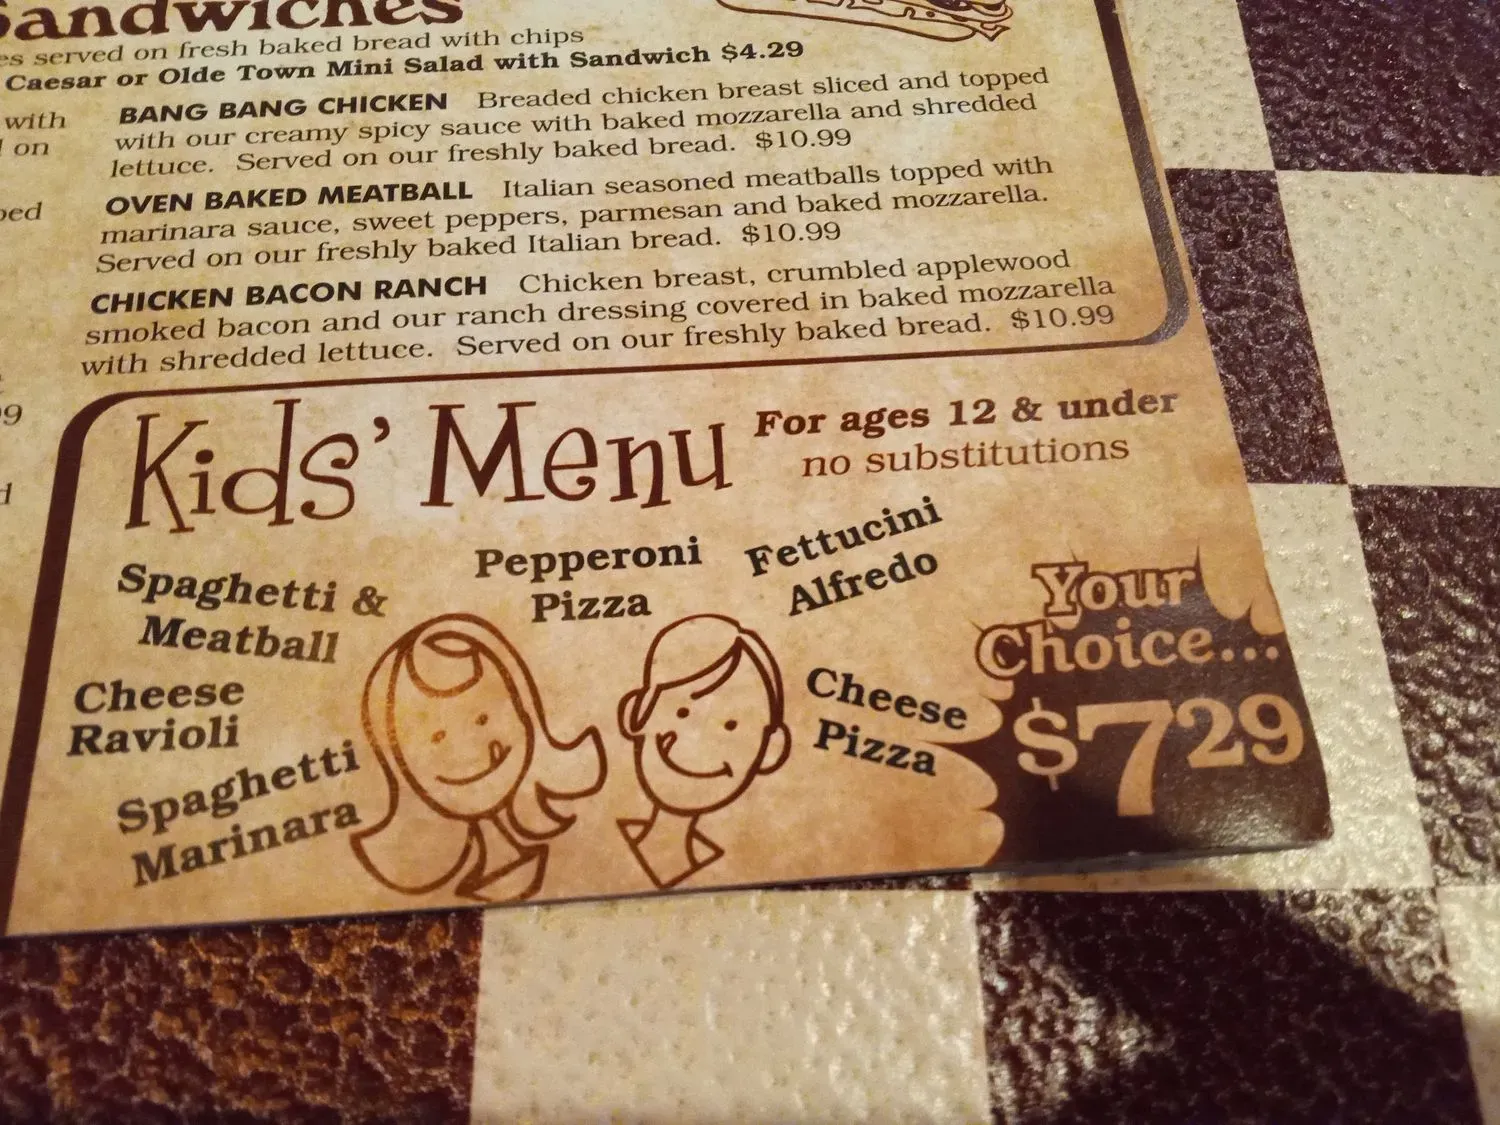 Sandwiches
es served on fresh baked bread with chips
Caesar or Olde Town Mini Salad with Sandwich $4.29
with
on
BANG BANG CHICKEN Breaded chicken breast sliced and topped
with our creamy spicy sauce with baked mozzarella and shredded
lettuce. Served on our freshly baked bread. $10.99
OVEN BAKED MEATBALL Italian seasoned meatballs topped with
marinara sauce, sweet peppers, parmesan and baked mozzarella.
Served on our freshly baked Italian bread. $10.99
CHICKEN BACON RANCH Chicken breast, crumbled applewood
smoked bacon and our ranch dressing covered in baked mozzarella
with shredded lettuce. Served on our freshly baked bread. $10.99
Kids' Menu
For ages 12 & under
no substitutions
Spaghetti &
Meatball
Pepperoni
Pizza
Fettucini
Alfredo
Cheese
Ravioli
Spaghetti
Marinara
Cheese
Pizza
Your
Choice...
$729